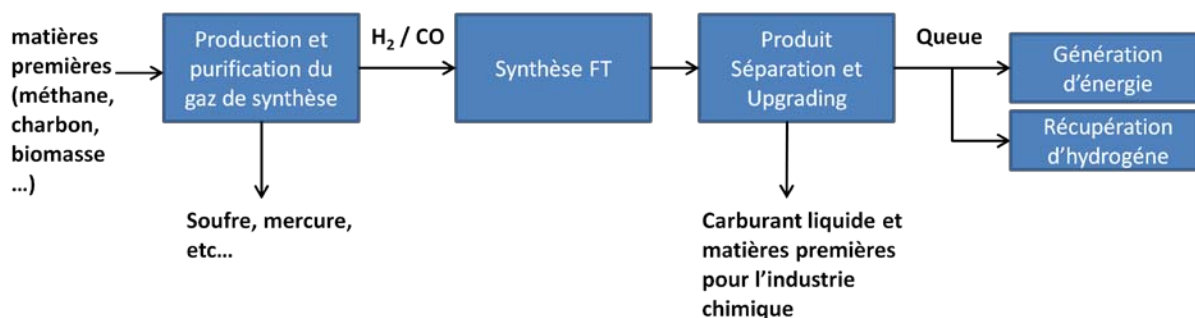 matières
premières
(méthane,
charbon,
biomasse
...)
Production et
purification du
gaz de synthèse
H₂ / CO
Synthèse FT
Produit
Séparation et
Upgrading
Queue
Génération
d'énergie
Récupération
d'hydrogéne
Soufre, mercure,
etc...
Carburant liquide et
matières premières
pour l'industrie
chimique